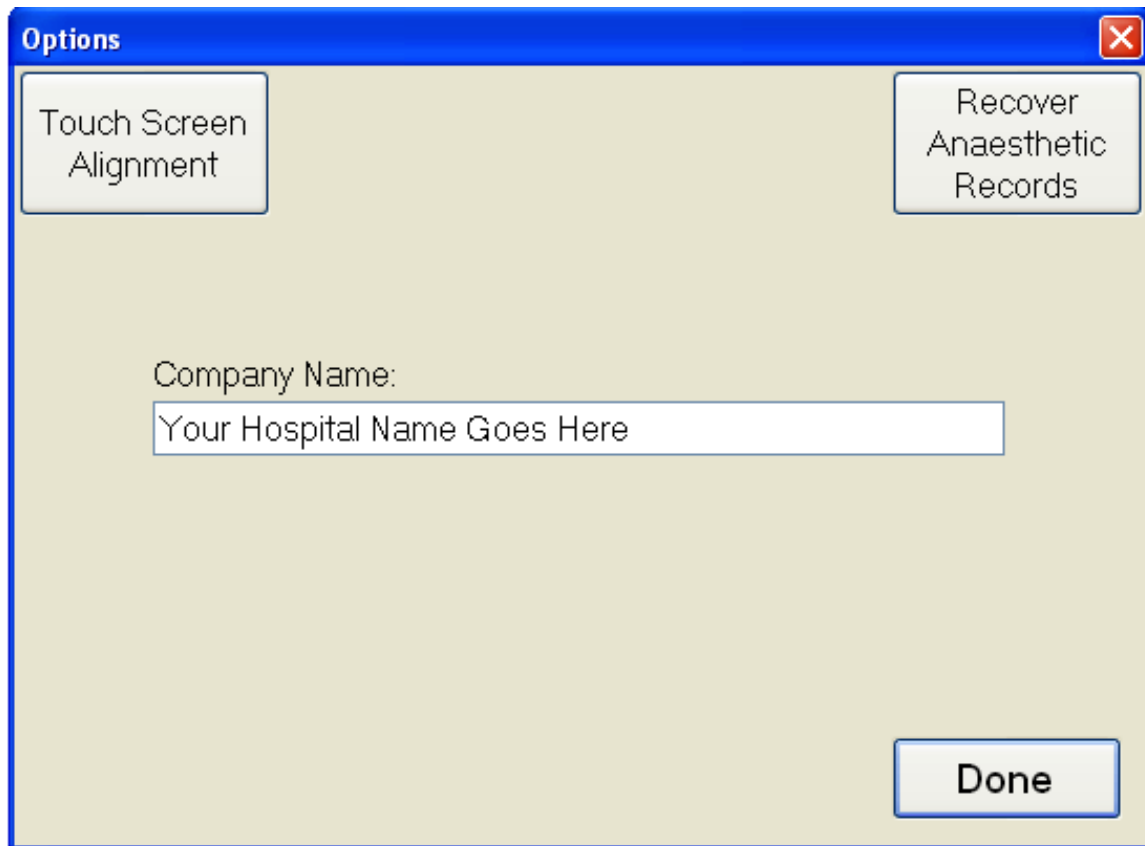 Options
Touch Screen
Alignment
Recover
Anaesthetic
Records
Company Name:
Your Hospital Name Goes Here
Done